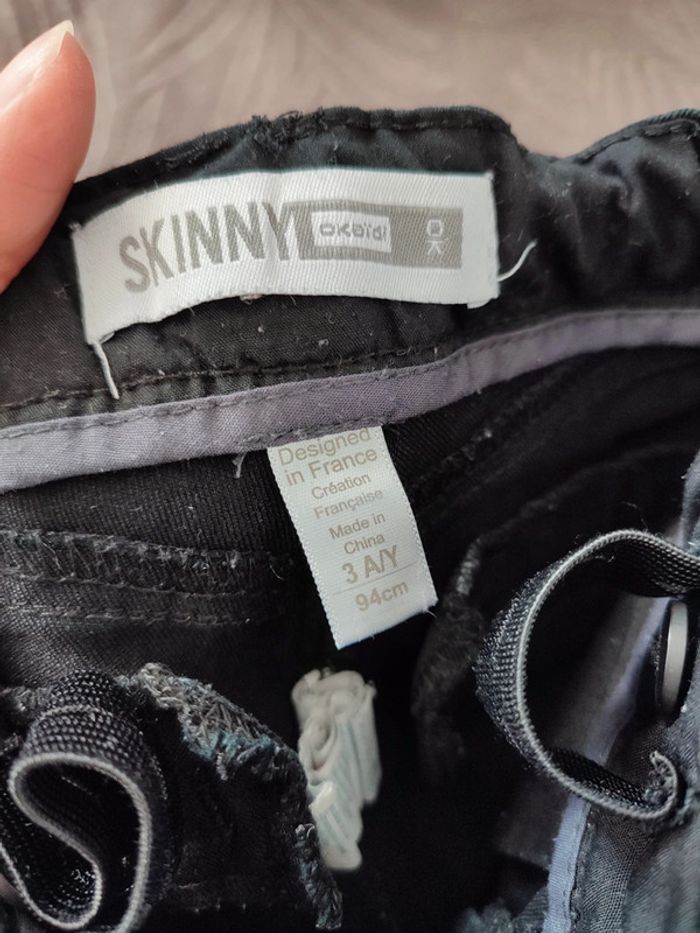 SKINNY OKAÏDI OK
Designed
in France
Création
Française
Made in
China
3 A/Y
94cm